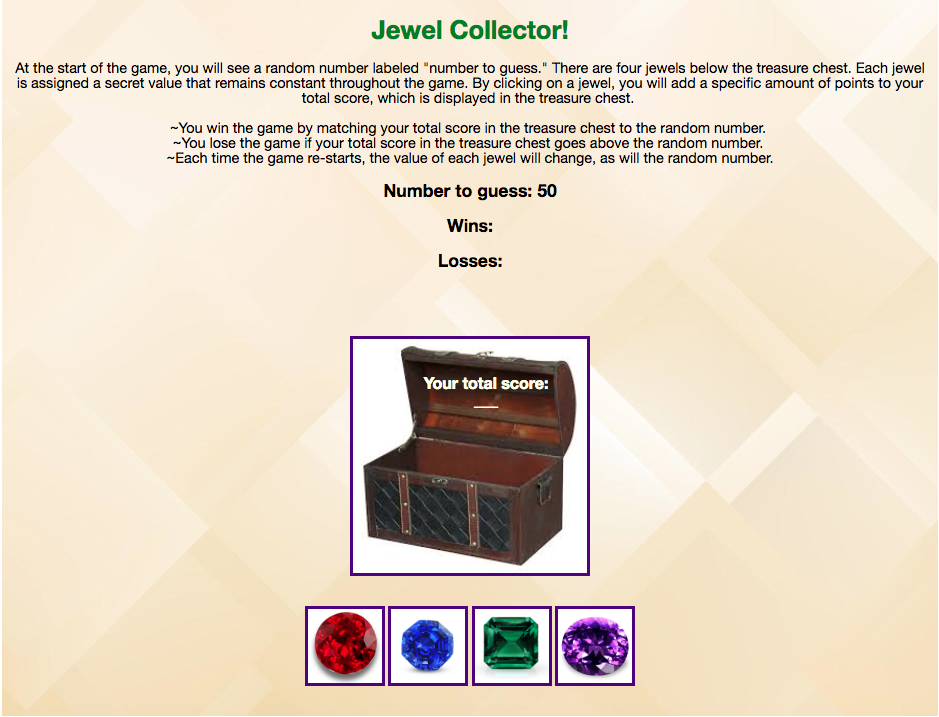 Jewel Collector!
At the start of the game, you will see a random number labeled "number to guess." There are four jewels below the treasure chest. Each jewel
is assigned a secret value that remains constant throughout the game. By clicking on a jewel, you will add a specific amount of points to your
total score, which is displayed in the treasure chest.
~You win the game by matching your total score in the treasure chest to the random number.
~You lose the game if your total score in the treasure chest goes above the random number.
~Each time the game re-starts, the value of each jewel will change, as will the random number.
Number to guess: 50
Wins:
Losses:
Your total score:
___